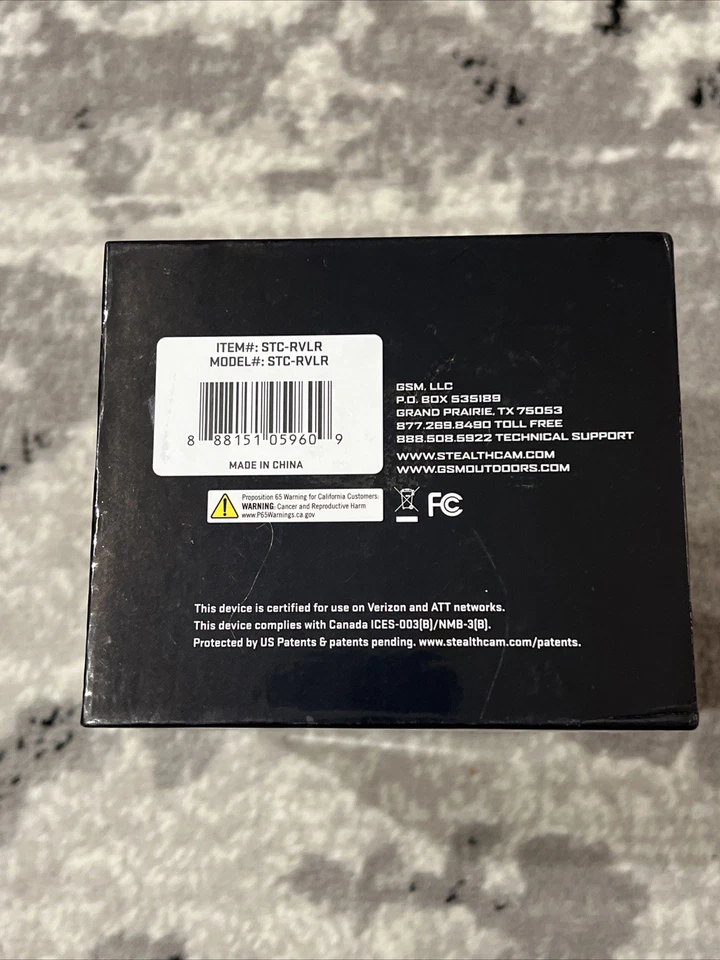 ITEM#: STC-RVLR
MODEL#: STC-RVLR
8 88151 05960 9
MADE IN CHINA
GSM, LLC
P.O. BOX 535189
GRAND PRAIRIE, TX 75053
877.269.8490 TOLL FREE
888.508.5922 TECHNICAL SUPPORT
WWW.STEALTHCAM.COM
WWW.GSMOUTDOORS.COM
Proposition 65 Warning for California Customers:
WARNING: Cancer and Reproductive Harm
www.P65Warnings.ca.gov
FC
This device is certified for use on Verizon and ATT networks.
This device complies with Canada ICES-003(B)/NMB-3(B).
Protected by US Patents & patents pending. www.stealthcam.com/patents.